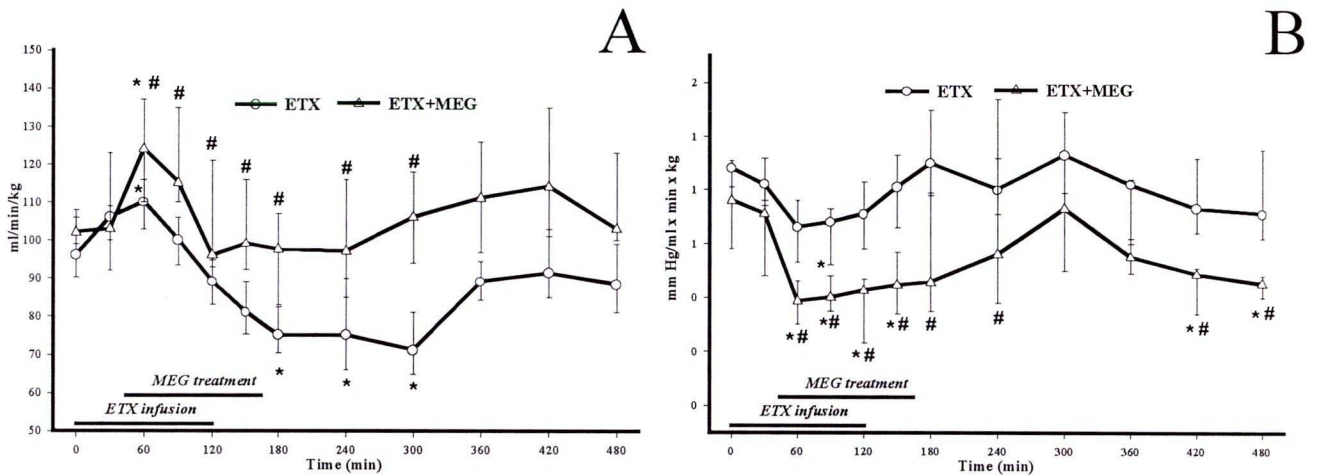 A
B
ml/min/kg
150
140
130
120
110
100
90
80
70
60
50
ETX
ETX+MEG
* #
#
#
#
#
#
#
*
*
*
*
MEG treatment
ETX infusion
0 60 120 180 240 300 360 420 480
Time (min)
mm Hg/ml x min x kg
2
1
1
1
0
0
0
ETX
ETX+MEG
*
*#
*#
*#
*#
#
#
*#
*#
MEG treatment
ETX infusion
0 60 120 180 240 300 360 420 480
Time (min)